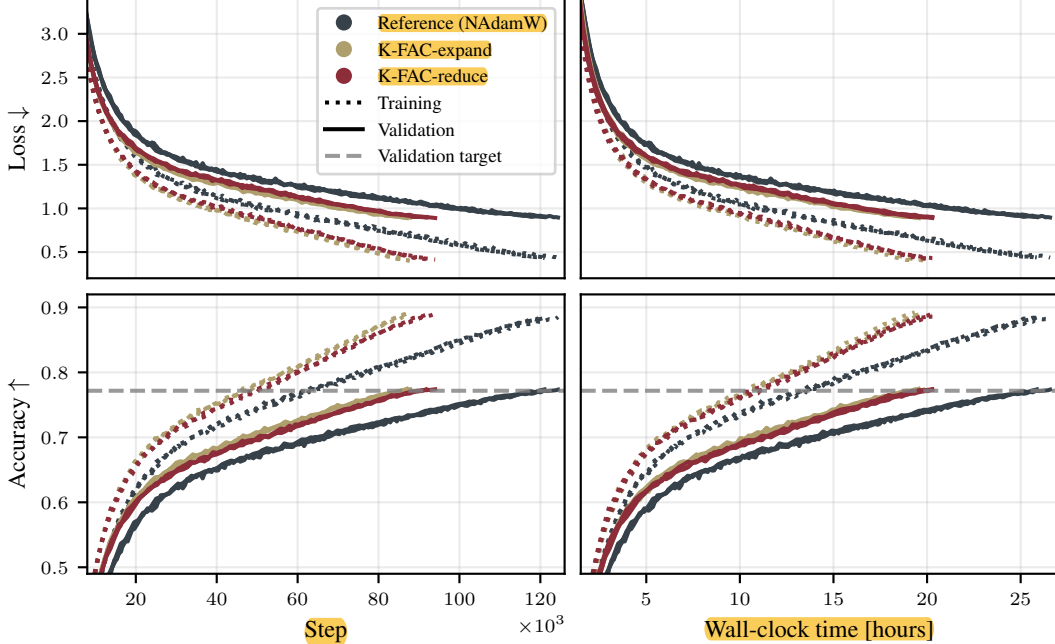 Loss ↓
3.0
2.5
2.0
1.5
1.0
0.5
Reference (NAdamW)
K-FAC-expand
K-FAC-reduce
Training
Validation
Validation target
Accuracy ↑
0.9
0.8
0.7
0.6
0.5
20 40 60 80 100 120
×10³
Step
5 10 15 20 25
Wall-clock time [hours]